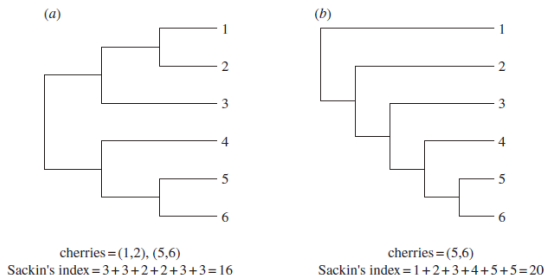 (a)
1
2
3
4
5
6
cherries=(1,2), (5,6)
Sackin's index=3+3+2+2+3+3=16
(b)
1
2
3
4
5
6
cherries=(5,6)
Sackin's index=1+2+3+4+5+5=20